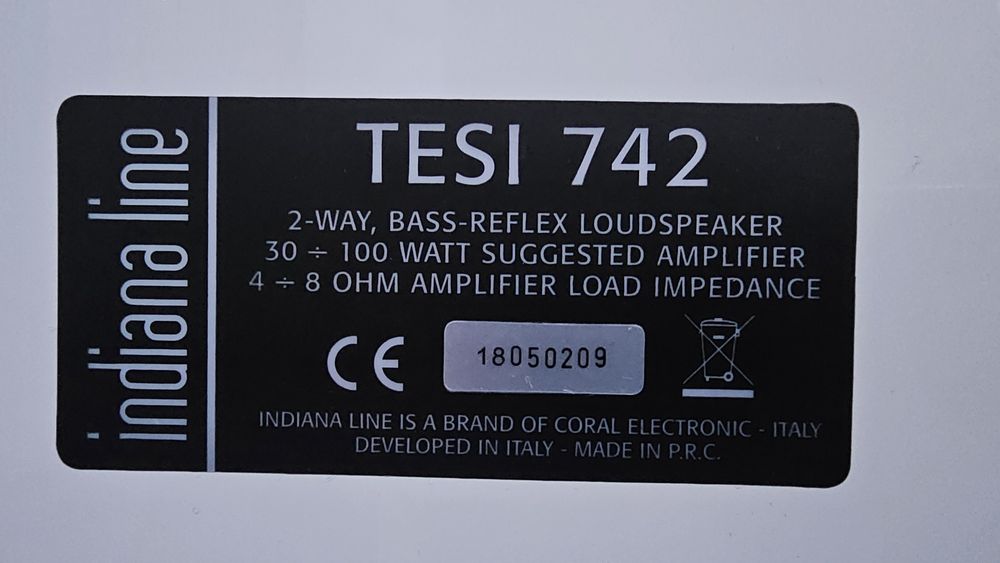 indiana line
TESI 742
2-WAY, BASS-REFLEX LOUDSPEAKER
30 ÷ 100 WATT SUGGESTED AMPLIFIER
4 ÷ 8 OHM AMPLIFIER LOAD IMPEDANCE
CE
18050209
INDIANA LINE IS A BRAND OF CORAL ELECTRONIC - ITALY
DEVELOPED IN ITALY - MADE IN P.R.C.